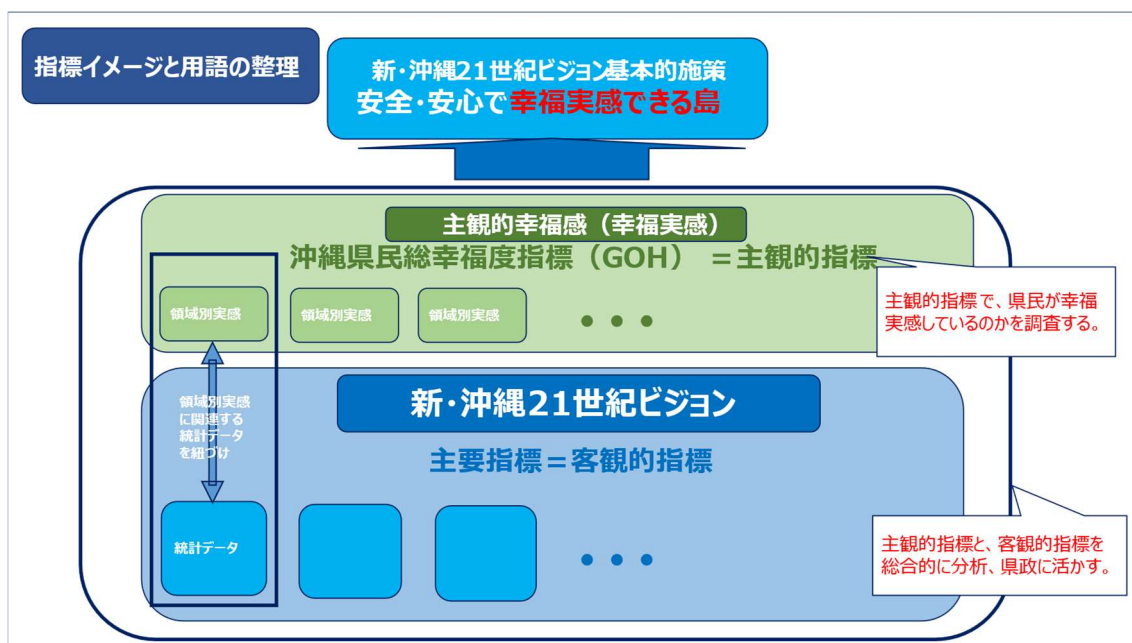 指標イメージと用語の整理
新・沖縄21世紀ビジョン基本的施策
安全・安心で幸福実感できる島
主観的幸福感（幸福実感）
沖縄県民総幸福度指標（GOH）　＝主観的指標
領域別実感
領域別実感
領域別実感
・・・
主観的指標で、県民が幸福
実感しているのかを調査する。
新・沖縄21世紀ビジョン
主要指標＝客観的指標
領域別実感
に関連する
統計データ
を紐づけ
統計データ
・・・
主観的指標と、客観的指標を
総合的に分析、県政に活かす。